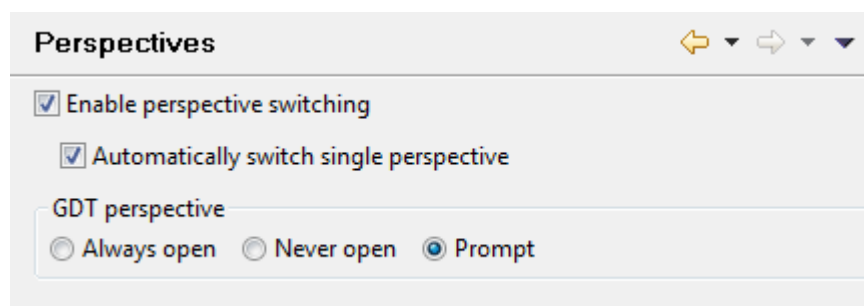 Perspectives
Enable perspective switching
Automatically switch single perspective
GDT perspective
Always open Never open Prompt